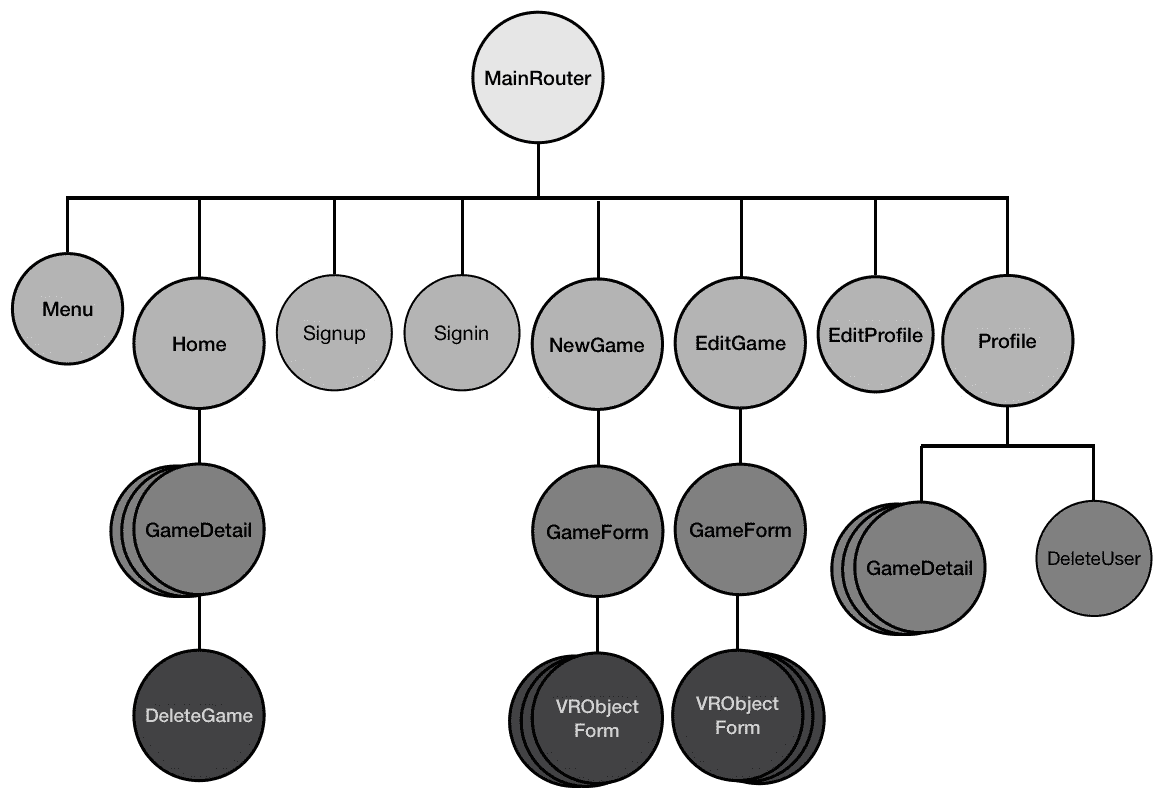 MainRouter
Menu
Home
Signup
Signin
NewGame
EditGame
EditProfile
Profile
GameDetail
GameForm
GameForm
GameDetail
DeleteUser
DeleteGame
VRObject
Form
VRObject
Form